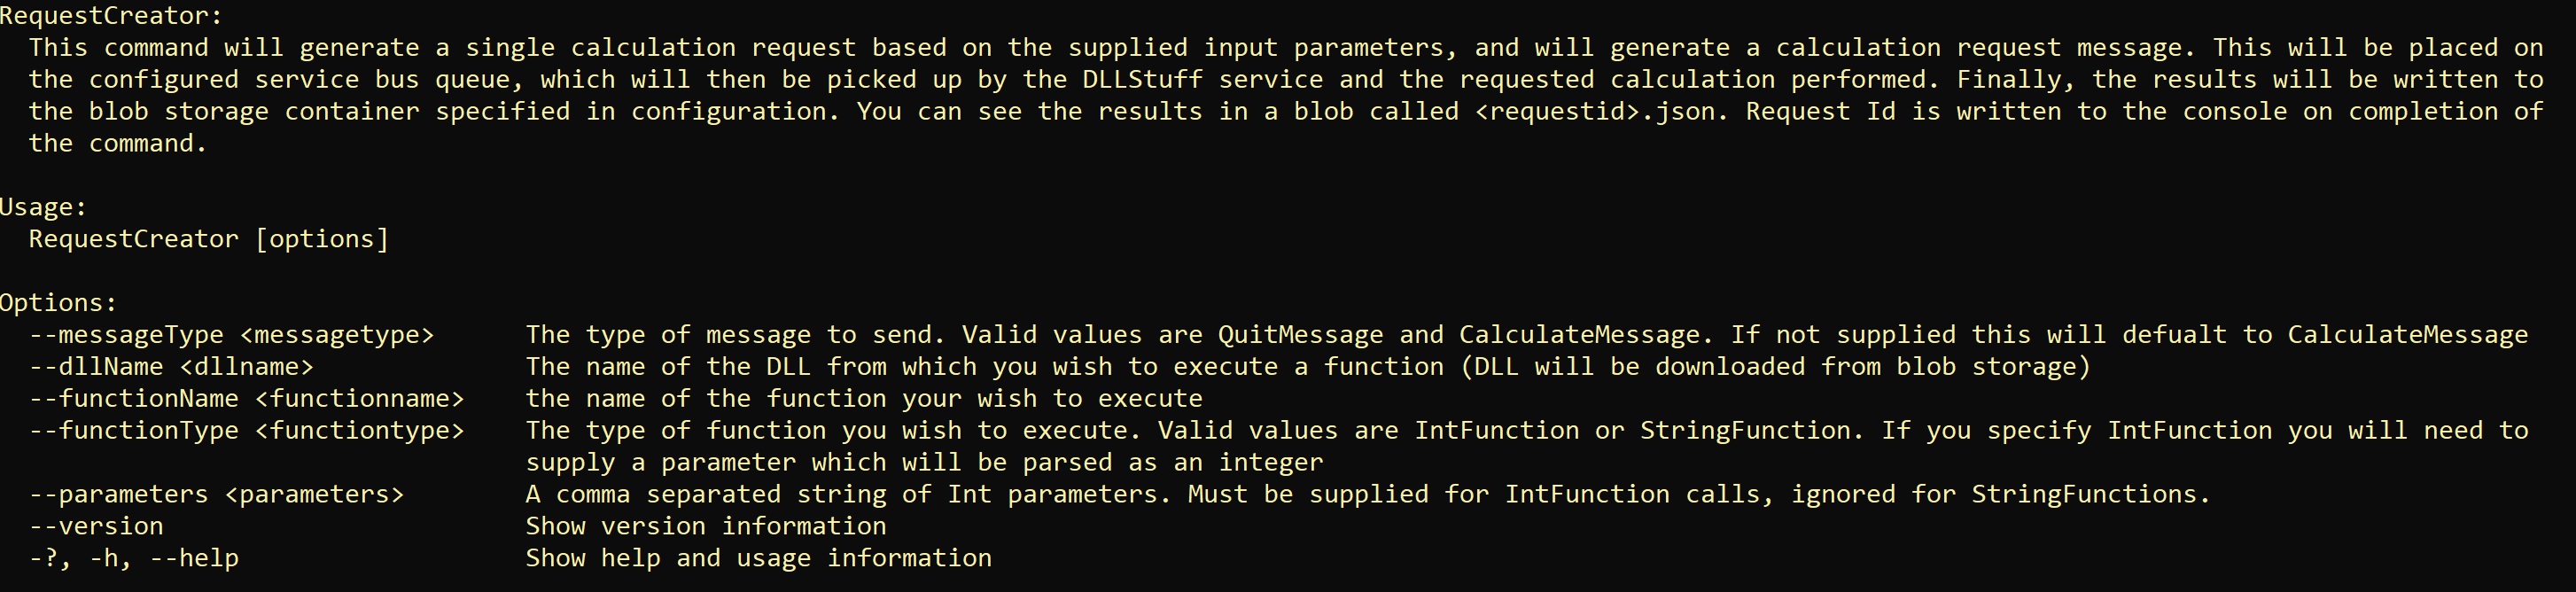 RequestCreator:
This command will generate a single calculation request based on the supplied input parameters, and will generate a calculation request message. This will be placed on
the configured service bus queue, which will then be picked up by the DLLStuff service and the requested calculation performed. Finally, the results will be written to
the blob storage container specified in configuration. You can see the results in a blob called <requestid>.json. Request Id is written to the console on completion of
the command.
Usage:
RequestCreator [options]
Options:
--messageType <messagetype> The type of message to send. Valid values are QuitMessage and CalculateMessage. If not supplied this will defualt to CalculateMessage
--dllName <dllname> The name of the DLL from which you wish to execute a function (DLL will be downloaded from blob storage)
--functionName <functionname> the name of the function your wish to execute
--functionType <functiontype> The type of function you wish to execute. Valid values are IntFunction or StringFunction. If you specify IntFunction you will need to
supply a parameter which will be parsed as an integer
--parameters <parameters> A comma separated string of Int parameters. Must be supplied for IntFunction calls, ignored for StringFunctions.
--version Show version information
-?, -h, --help Show help and usage information